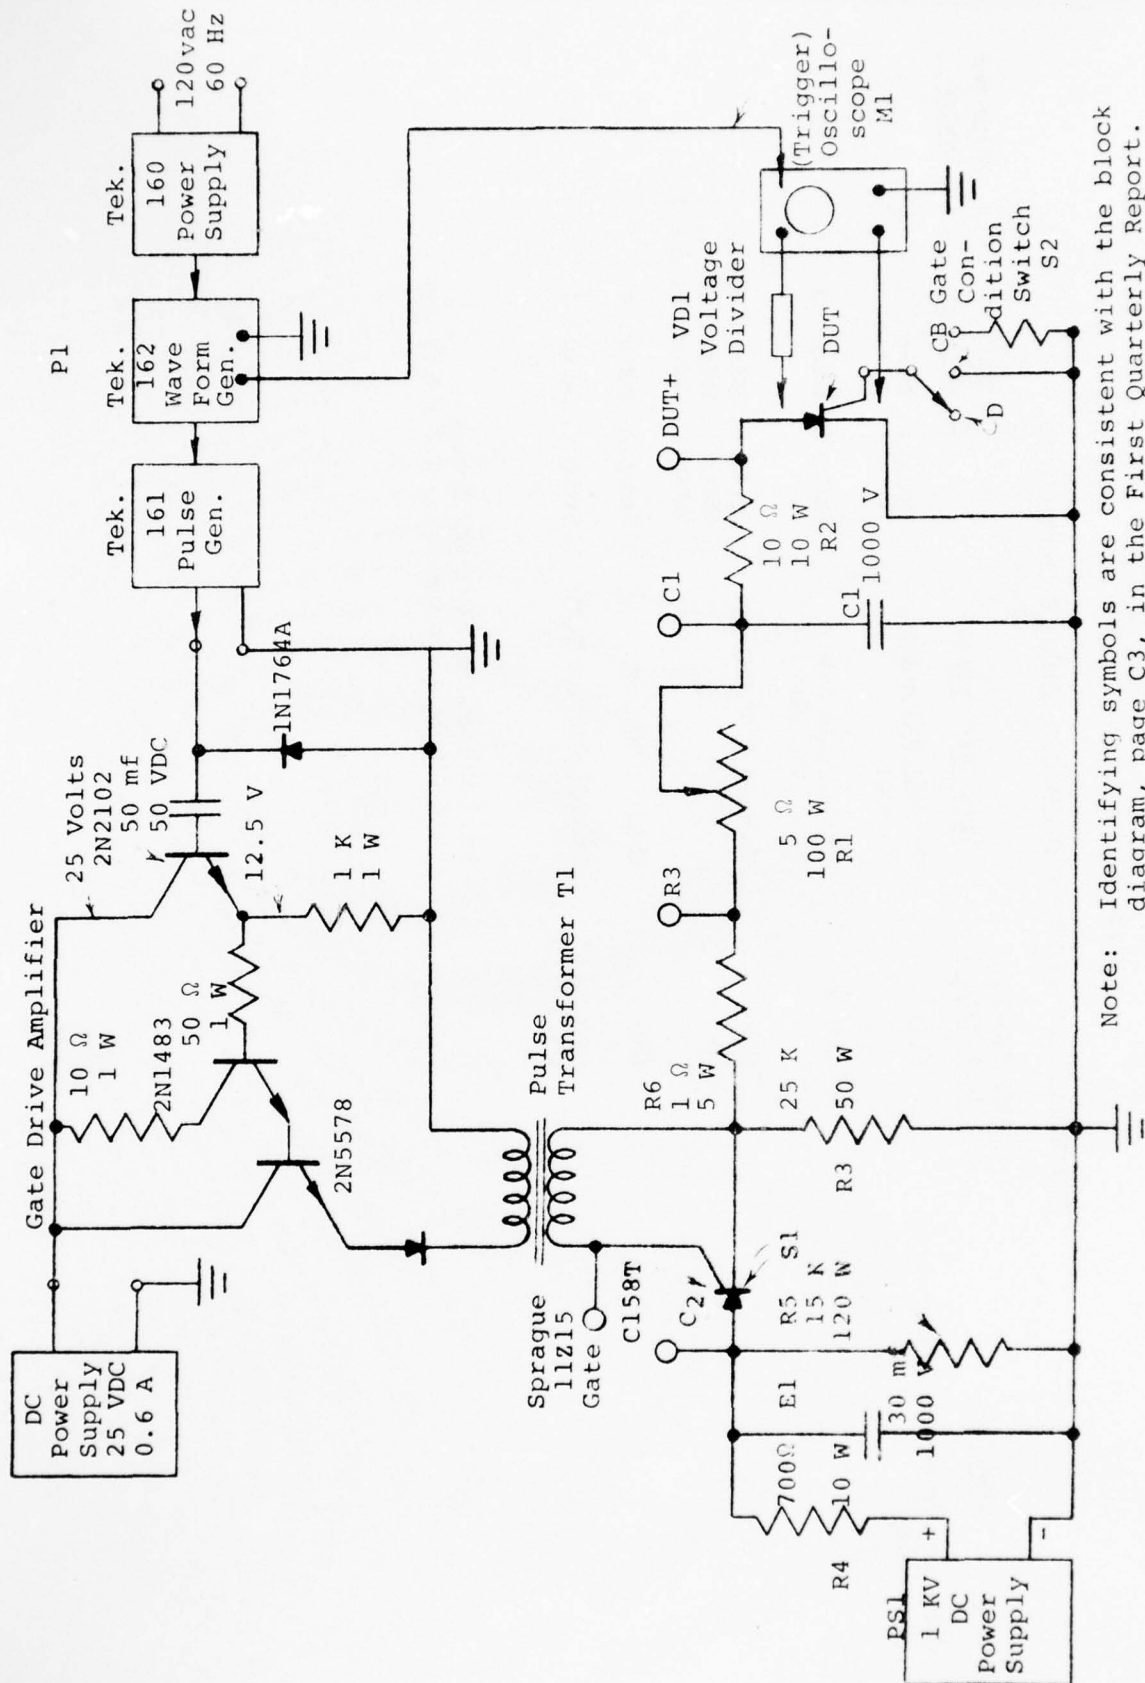 P1
Tek.
160
Power
Supply
120vac
60 Hz
Tek.
162
Wave
Form
Gen.
Tek.
161
Pulse
Gen.
Gate Drive Amplifier
25 Volts
2N2102
50 mf
50 VDC
1N1764A
12.5 V
1 K
1 W
10 Ω
1 W
2N1483
50 Ω
1 W
2N5578
DC
Power
Supply
25 VDC
0.6 A
Pulse
Transformer T1
Sprague
11Z15
Gate
C158T
(Trigger)
Oscillo-
scope
M1
VD1
Voltage
Divider
DUT+
DUT
CB Gate
Con-
dition
Switch
S2
D
C1
10 Ω
10 W
R2
C1
1000 V
R3
5 Ω
100 W
R1
R6
1 Ω
5 W
25 K
50 W
R3
C2
S1
R5
15 K
120 W
E1
30 mf
1000 V
700Ω
10 W
R4
PS1
1 KV
DC
Power
Supply
+
-
Note: Identifying symbols are consistent with the block
diagram, page C3, in the First Quarterly Report.